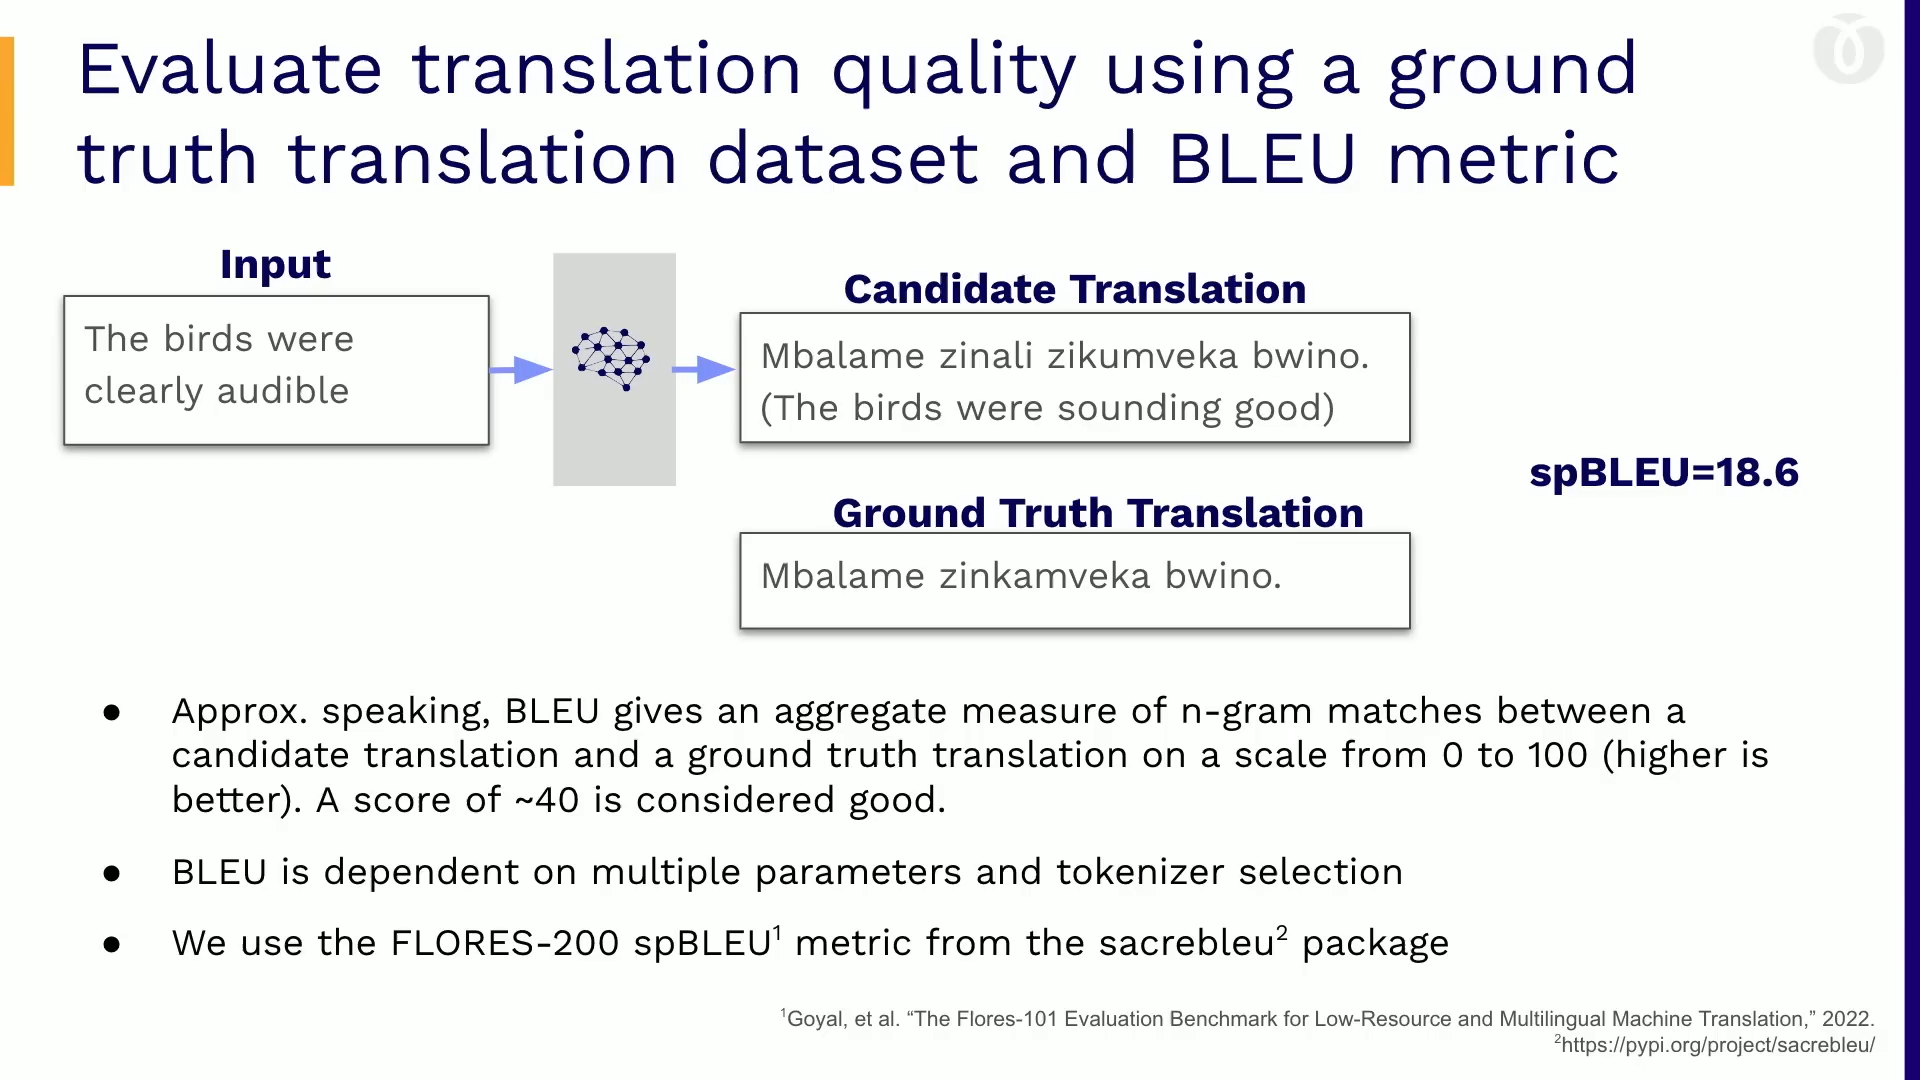 Evaluate translation quality using a ground
truth translation dataset and BLEU metric
Input
The birds were
clearly audible
Candidate Translation
Mbalame zinali zikumveka bwino.
(The birds were sounding good)
spBLEU=18.6
Ground Truth Translation
Mbalame zinkamveka bwino.
● Approx. speaking, BLEU gives an aggregate measure of n-gram matches between a
candidate translation and a ground truth translation on a scale from 0 to 100 (higher is
better). A score of ~40 is considered good.
● BLEU is dependent on multiple parameters and tokenizer selection
● We use the FLORES-200 spBLEU¹ metric from the sacrebleu² package
¹Goyal, et al. “The Flores-101 Evaluation Benchmark for Low-Resource and Multilingual Machine Translation,” 2022.
²https://pypi.org/project/sacrebleu/